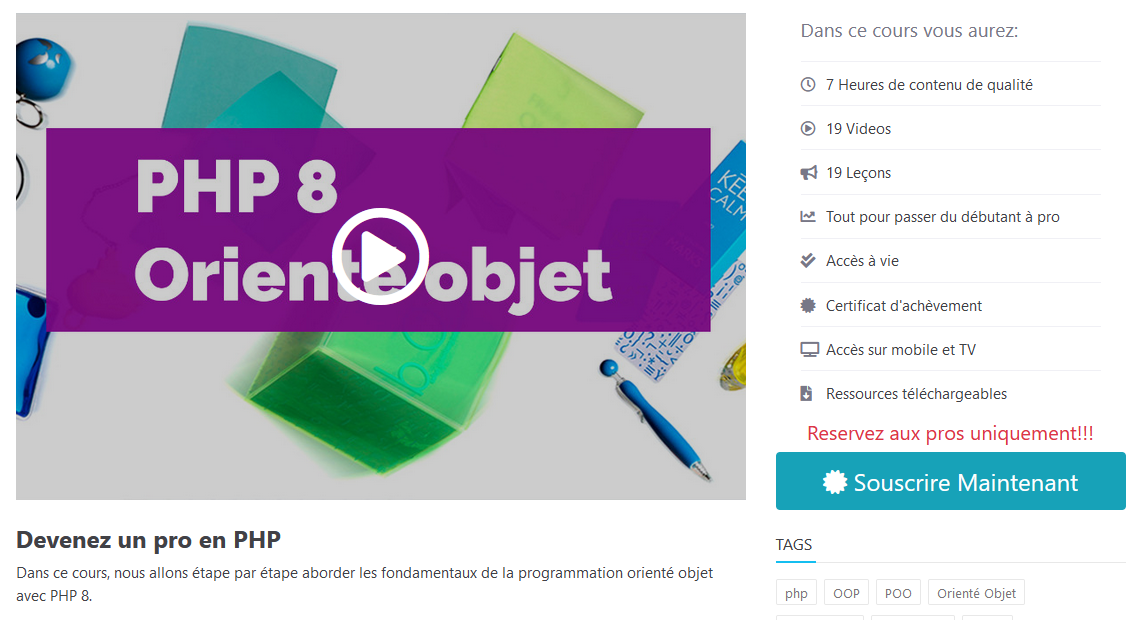 PHP 8
Orienté objet
KEEP
CALM
Devenez un pro en PHP
Dans ce cours, nous allons étape par étape aborder les fondamentaux de la programmation orienté objet
avec PHP 8.
Dans ce cours vous aurez:
7 Heures de contenu de qualité
19 Videos
19 Leçons
Tout pour passer du débutant à pro
Accès à vie
Certificat d'achèvement
Accès sur mobile et TV
Ressources téléchargeables
Reservez aux pros uniquement!!!
Souscrire Maintenant
TAGS
php
OOP
POO
Orienté Objet